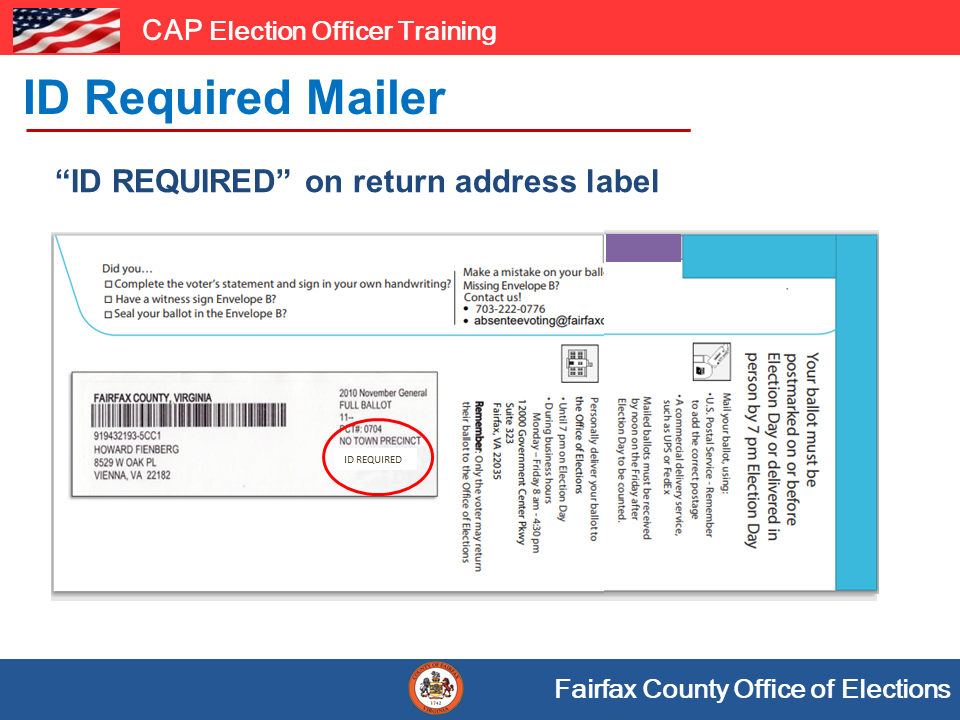 CAP Election Officer Training
ID Required Mailer
“ID REQUIRED” on return address label
Did you…
Complete the voter's statement and sign in your own handwriting?
Have a witness sign Envelope B?
Seal your ballot in the Envelope B?
Make a mistake on your ball
Missing Envelope B?
Contact us!
• 703-222-0776
• absenteevoting@fairfaxc
FAIRFAX COUNTY, VIRGINIA
919432193-5CC1
HOWARD FIENBERG
8529 W OAK PL
VIENNA, VA 22182
2010 November General
FULL BALLOT
11--
PCT#: 0704
NO TOWN PRECINCT
ID REQUIRED
Your ballot must be
postmarked on or before
Election Day or delivered in
person by 7 pm Election Day
Mail your ballot, using:
• U.S. Postal Service - Remember
to add the correct postage
• A commercial delivery service,
such as UPS or FedEx
Mailed ballots must be received
by noon on the Friday after
Election Day to be counted.
Personally deliver your ballot to
the Office of Elections
• Until 7 pm on Election Day
• During business hours
Monday – Friday 8 am - 4:30 pm
12000 Government Center Pkwy
Suite 323
Fairfax, VA 22035
Remember: Only the voter may return
their ballot to the Office of Elections
COUNTY OF FAIRFAX
VIRGINIA
1742
Fairfax County Office of Elections